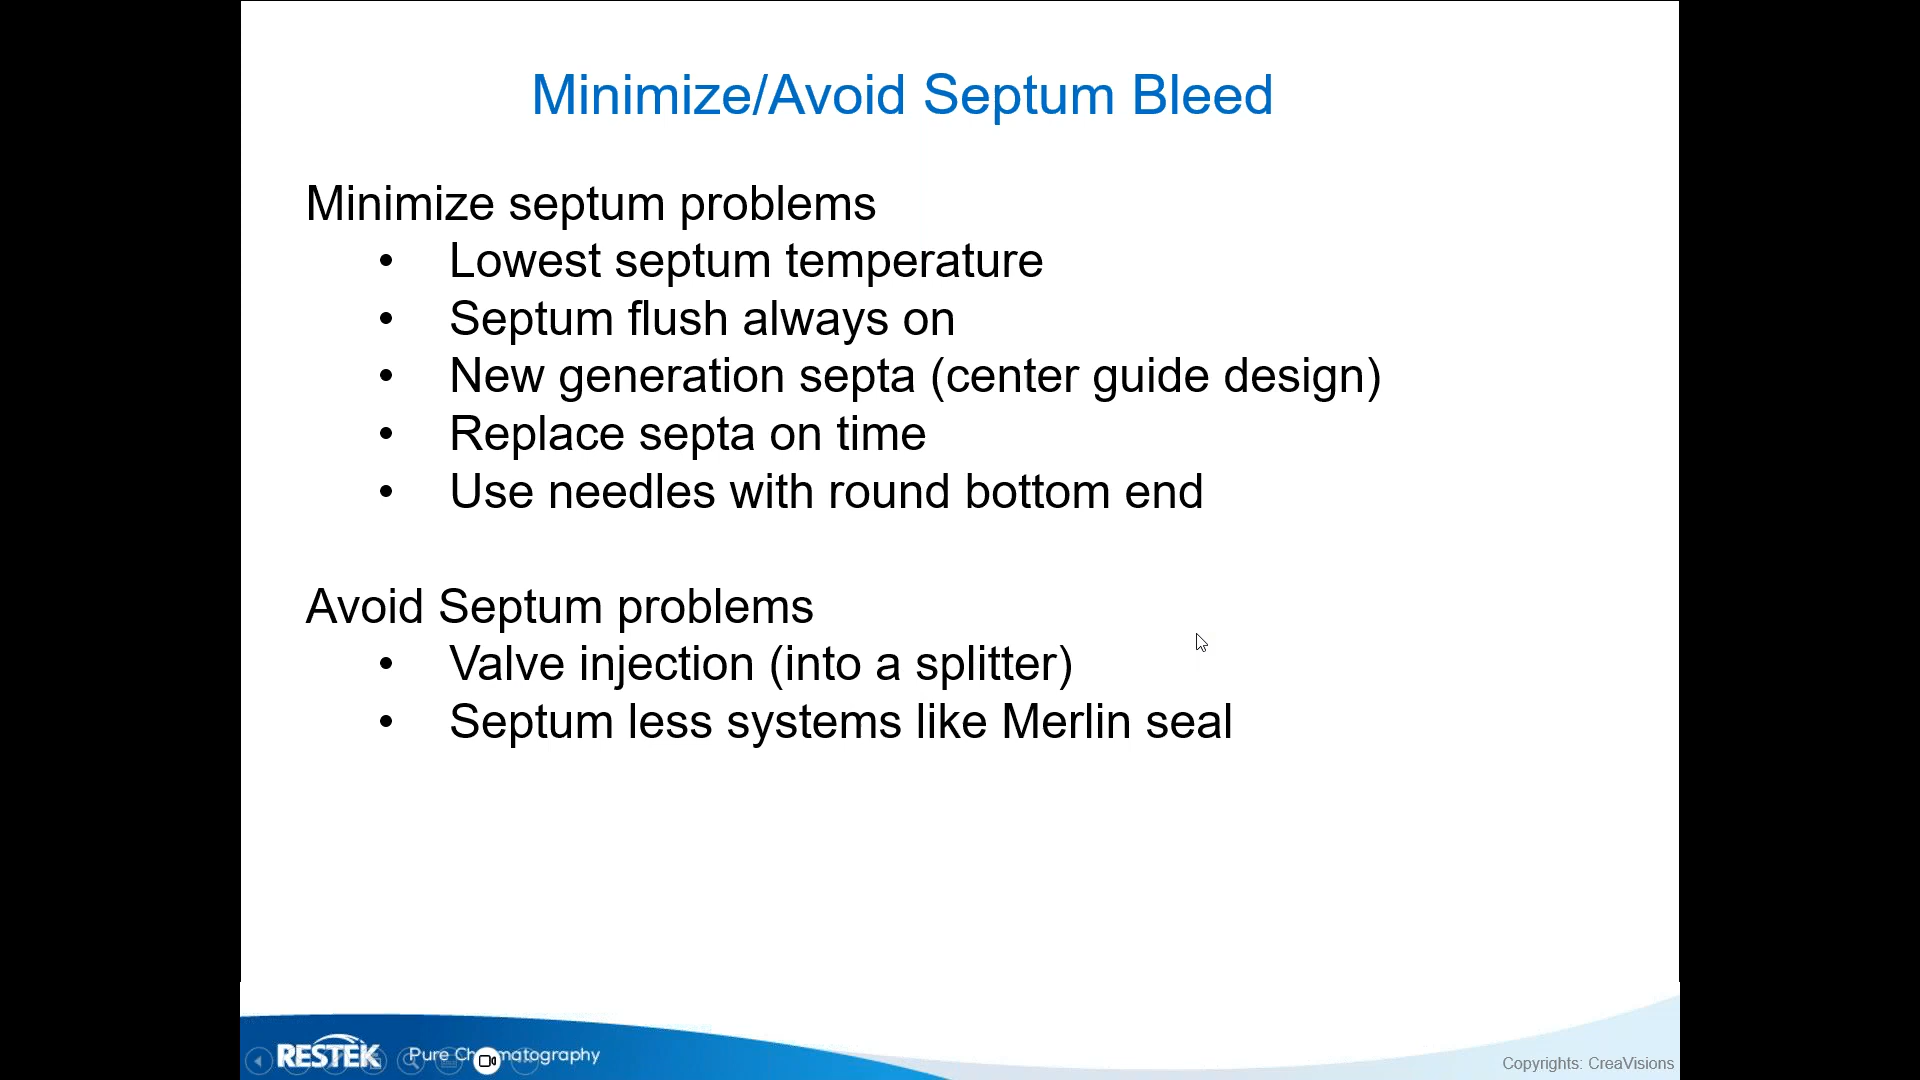 Minimize/Avoid Septum Bleed
Minimize septum problems
• Lowest septum temperature
• Septum flush always on
• New generation septa (center guide design)
• Replace septa on time
• Use needles with round bottom end
Avoid Septum problems
• Valve injection (into a splitter)
• Septum less systems like Merlin seal
RESTEK Pure Chromatography
Copyrights: CreaVisions